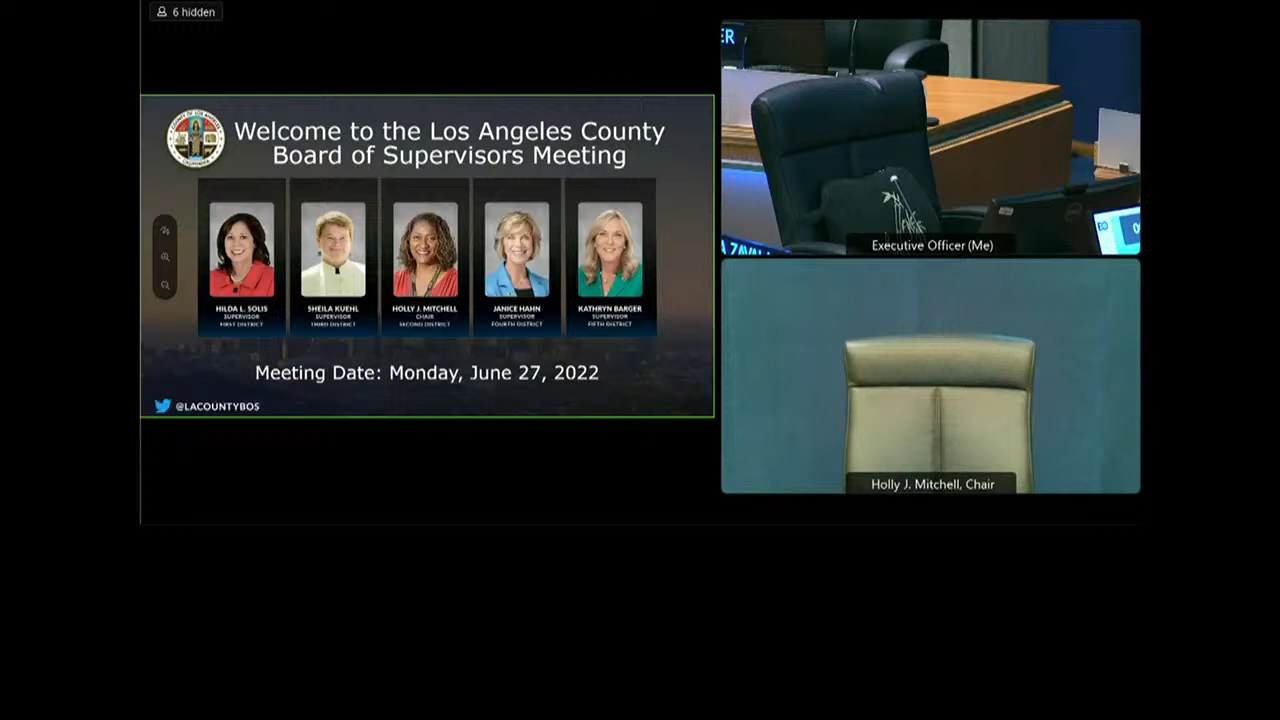 6 hidden
Welcome to the Los Angeles County
Board of Supervisors Meeting
HILDA L. SOLIS
SUPERVISOR
FIRST DISTRICT
SHEILA KUEHL
SUPERVISOR
THIRD DISTRICT
HOLLY J. MITCHELL
CHAIR
SECOND DISTRICT
JANICE HAHN
SUPERVISOR
FOURTH DISTRICT
KATHRYN BARGER
SUPERVISOR
FIFTH DISTRICT
Meeting Date: Monday, June 27, 2022
@LACOUNTYBOS
ER
Executive Officer (Me)
Holly J. Mitchell, Chair